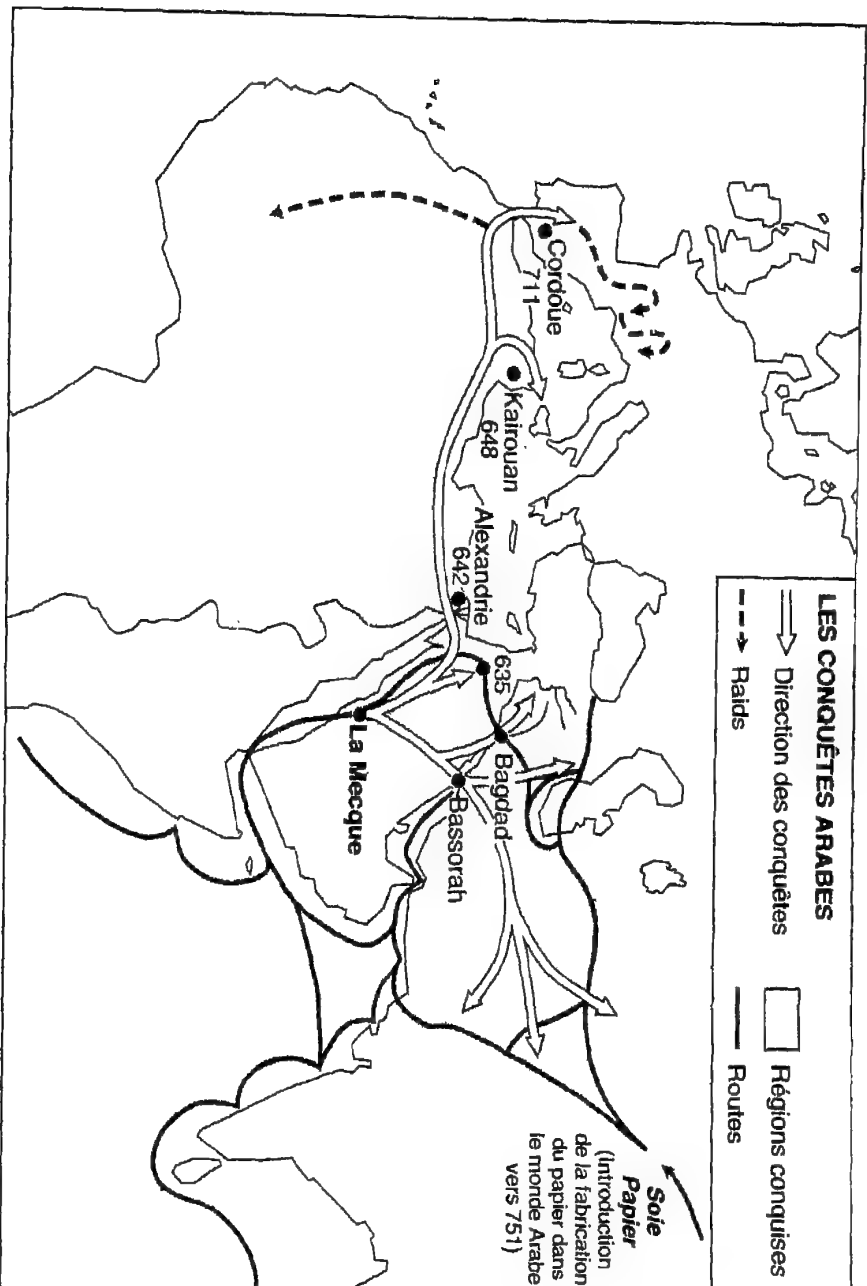 LES CONQUÊTES ARABES
Direction des conquêtes
Régions conquises
Raids
Routes
Cordoue
711
Kairouan
648
Alexandrie
642
635
Bagdad
Bassorah
La Mecque
Soie
Papier
(Introduction
de la fabrication
du papier dans
le monde Arabe
vers 751)